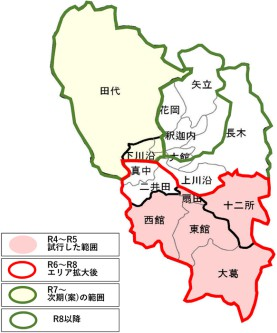 矢立
田代
花岡
釈迦内
長木
下川沿
大館
真中
上川沿
二井田
扇田
十二所
西館
東館
大葛
R4～R5
試行した範囲
R6～R8
エリア拡大後
R7～
次期(案)の範囲
R8以降